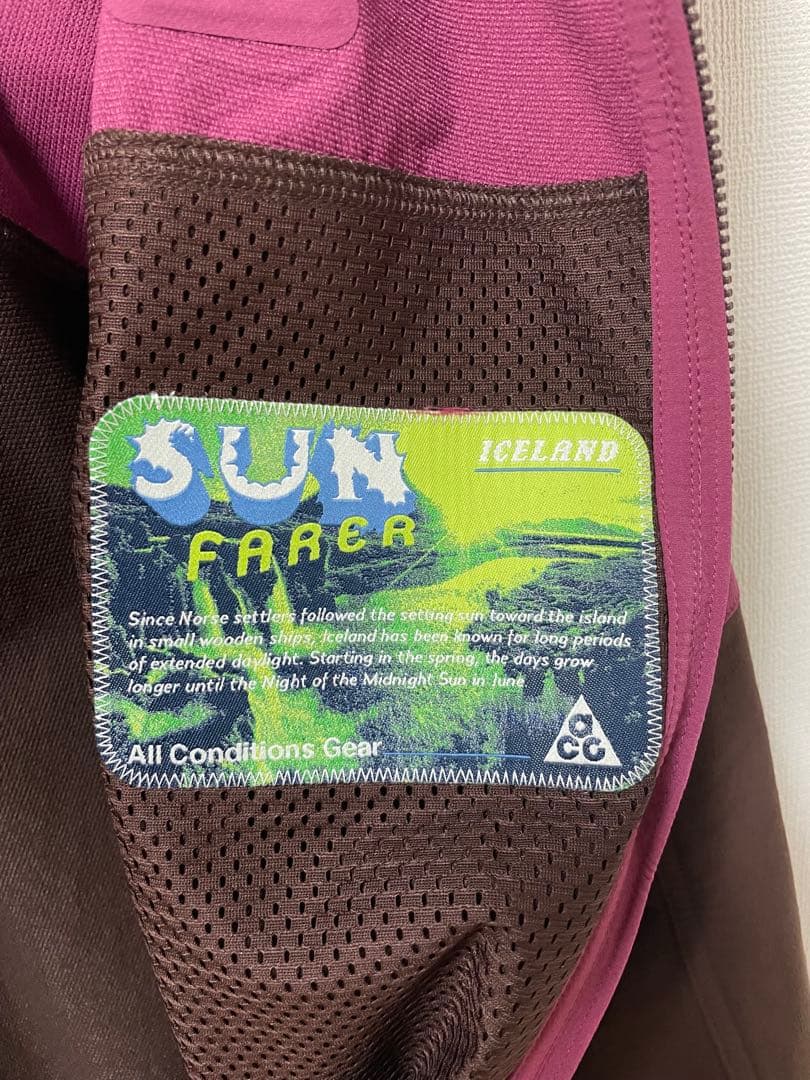 SUN
FARER
ICELAND
Since Norse settlers followed the setting sun toward the island
in small wooden ships, Iceland has been known for long periods
of extended daylight. Starting in the spring, the days grow
longer until the Night of the Midnight Sun in June
All Conditions Gear
acg